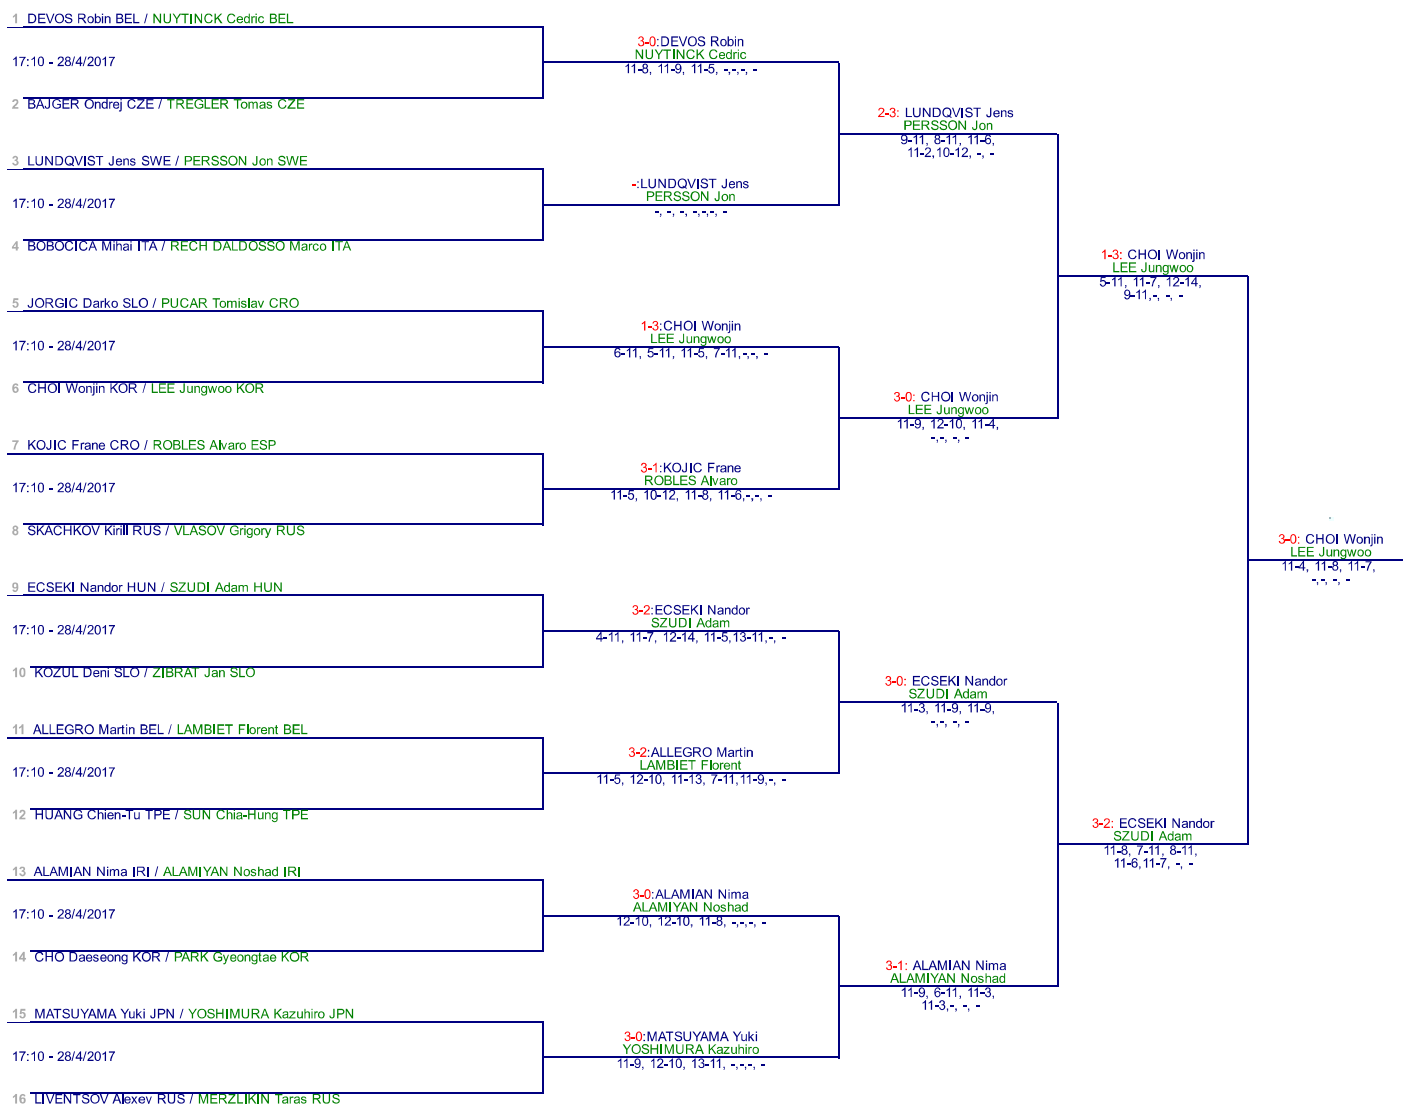 1 DEVOS Robin BEL / NUYTINCK Cedric BEL
17:10 - 28/4/2017
2 BAJGER Ondrej CZE / TREGLER Tomas CZE
3 LUNDQVIST Jens SWE / PERSSON Jon SWE
17:10 - 28/4/2017
4 BOBOCICA Mihai ITA / RECH DALDOSSO Marco ITA
5 JORGIC Darko SLO / PUCAR Tomislav CRO
17:10 - 28/4/2017
6 CHOI Wonjin KOR / LEE Jungwoo KOR
7 KOJIC Frane CRO / ROBLES Alvaro ESP
17:10 - 28/4/2017
8 SKACHKOV Kirill RUS / VLASOV Grigory RUS
9 ECSEKI Nandor HUN / SZUDI Adam HUN
17:10 - 28/4/2017
10 KOZUL Deni SLO / ZIBRAT Jan SLO
11 ALLEGRO Martin BEL / LAMBIET Florent BEL
17:10 - 28/4/2017
12 HUANG Chien-Tu TPE / SUN Chia-Hung TPE
13 ALAMIAN Nima IRI / ALAMIYAN Noshad IRI
17:10 - 28/4/2017
14 CHO Daeseong KOR / PARK Gyeongtae KOR
15 MATSUYAMA Yuki JPN / YOSHIMURA Kazuhiro JPN
17:10 - 28/4/2017
16 LIVENTSOV Alexey RUS / MERZLIKIN Taras RUS
3-0:DEVOS Robin
NUYTINCK Cedric
11-8, 11-9, 11-5, -,-,-, -
-:LUNDQVIST Jens
PERSSON Jon
-, -, -, -,-,-, -
1-3:CHOI Wonjin
LEE Jungwoo
6-11, 5-11, 11-5, 7-11,-,-, -
3-1:KOJIC Frane
ROBLES Alvaro
11-5, 10-12, 11-8, 11-6,-,-, -
3-2:ECSEKI Nandor
SZUDI Adam
4-11, 11-7, 12-14, 11-5,13-11,-, -
3-2:ALLEGRO Martin
LAMBIET Florent
11-5, 12-10, 11-13, 7-11,11-9,-, -
3-0:ALAMIAN Nima
ALAMIYAN Noshad
12-10, 12-10, 11-8, -,-,-, -
3-0:MATSUYAMA Yuki
YOSHIMURA Kazuhiro
11-9, 12-10, 13-11, -,-,-, -
2-3: LUNDQVIST Jens
PERSSON Jon
9-11, 8-11, 11-6,
11-2,10-12, -, -
3-0: CHOI Wonjin
LEE Jungwoo
11-9, 12-10, 11-4,
-,-, -, -
3-0: ECSEKI Nandor
SZUDI Adam
11-3, 11-9, 11-9,
-,-, -, -
3-1: ALAMIAN Nima
ALAMIYAN Noshad
11-9, 6-11, 11-3,
11-3,-, -, -
1-3: CHOI Wonjin
LEE Jungwoo
5-11, 11-7, 12-14,
9-11,-, -, -
3-2: ECSEKI Nandor
SZUDI Adam
11-8, 7-11, 8-11,
11-6,11-7, -, -
3-0: CHOI Wonjin
LEE Jungwoo
11-4, 11-8, 11-7,
-,-, -, -